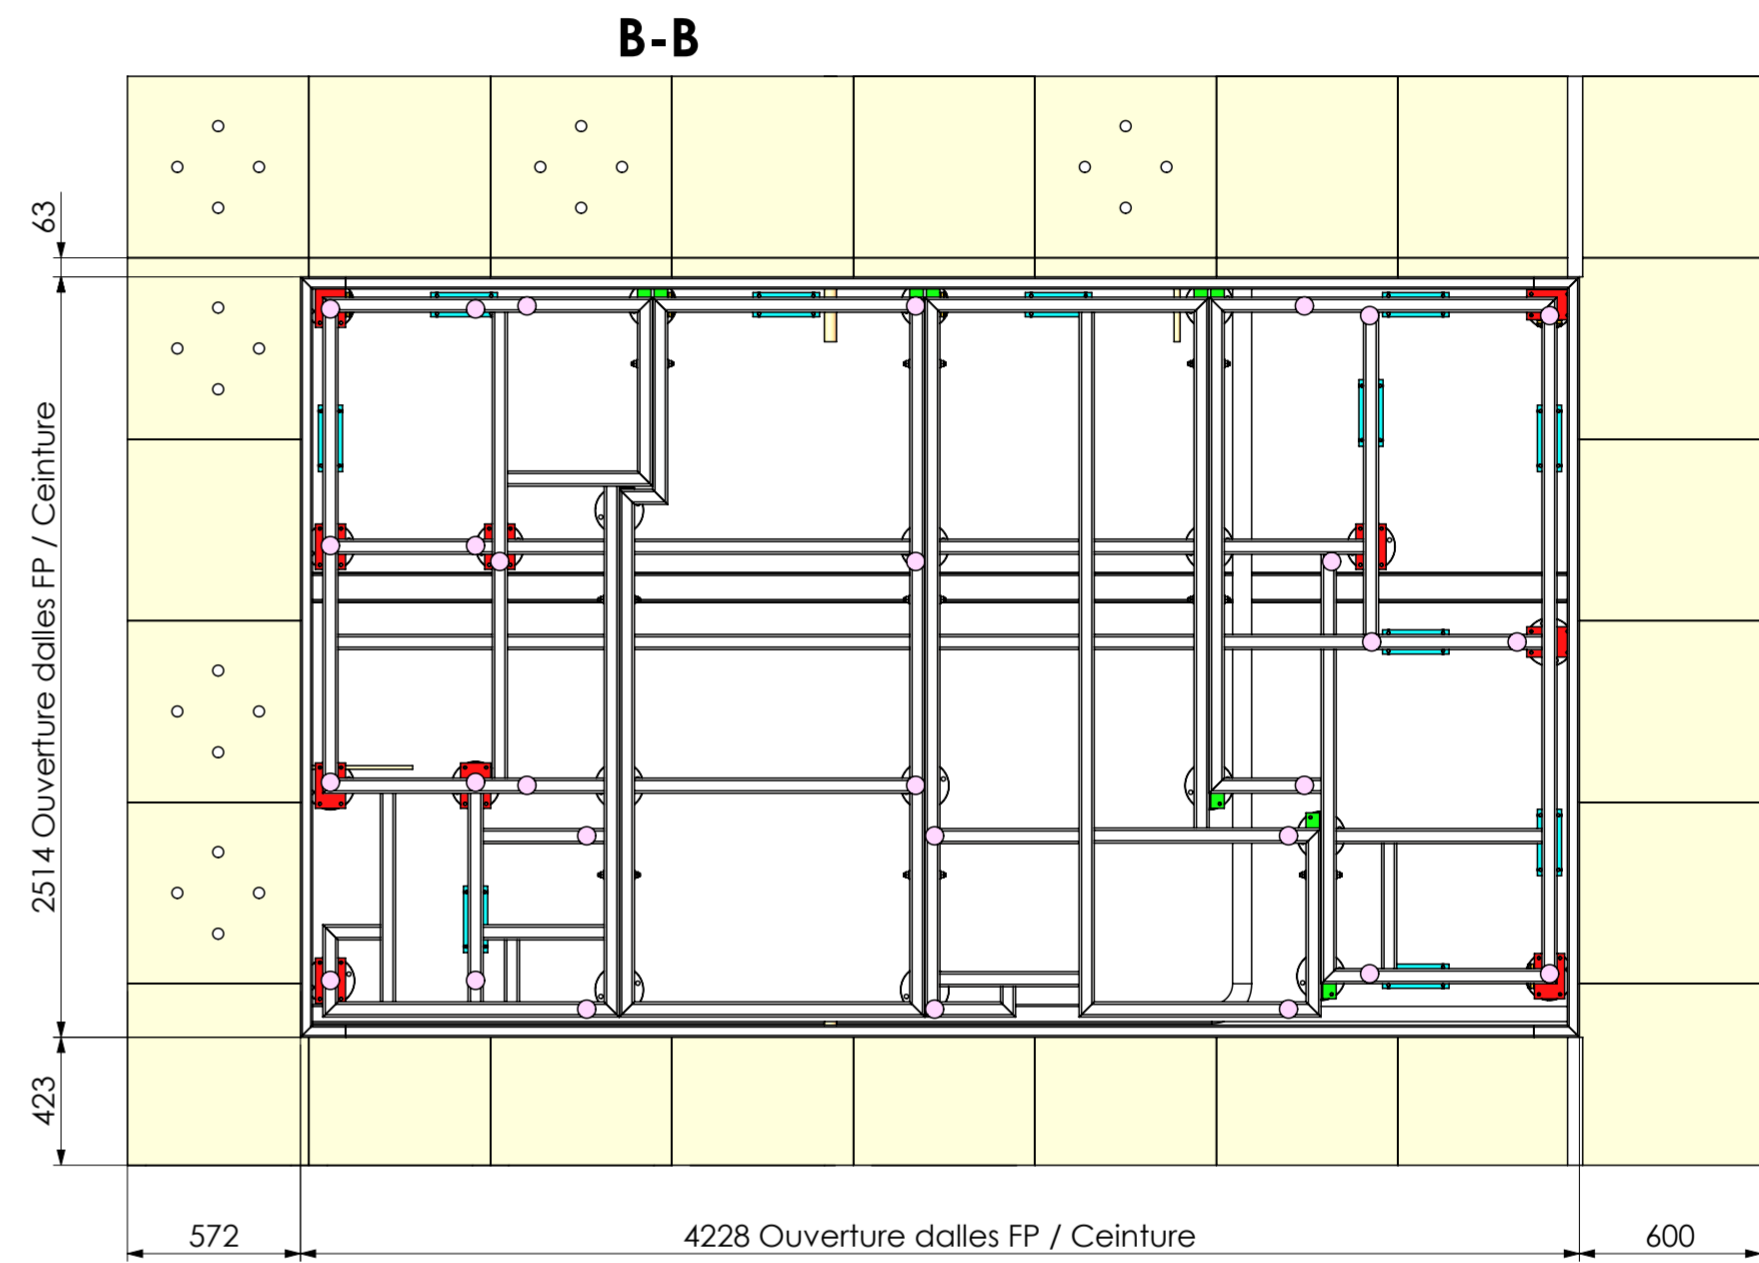 B-B
63
2514 Ouverture dalles FP / Ceinture
423
572
4228 Ouverture dalles FP / Ceinture
600